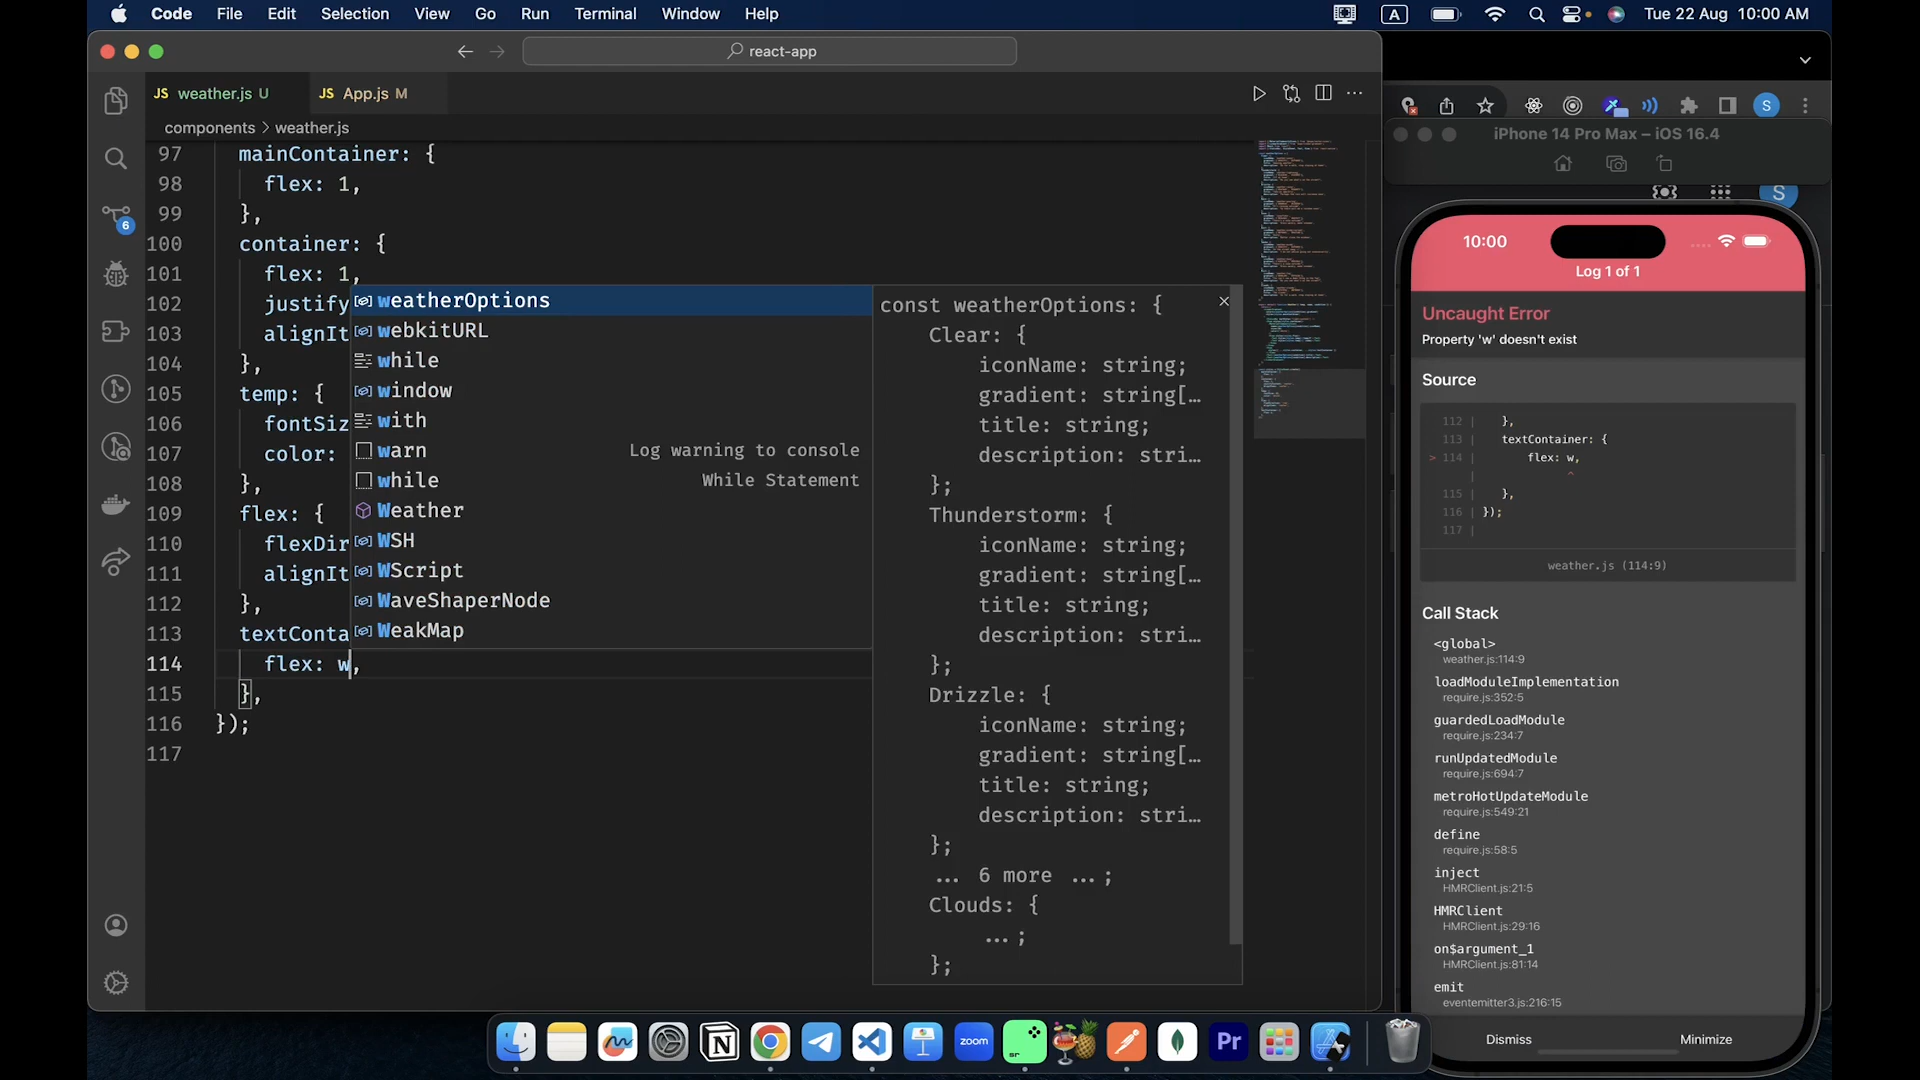 Code File Edit Selection View Go Run Terminal Window Help A Tue 22 Aug 10:00 AM
react-app
JS weather.js U JS App.js M
components > weather.js
97 mainContainer: {
98 flex: 1,
99 },
100 container: {
101 flex: 1,
102 justify
103 alignIt
104 },
105 temp: {
106 fontSiz
107 color:
108 },
109 flex: {
110 flexDir
111 alignIt
112 },
113 textConta
114 flex: w,
115 },
116 });
117
6
weatherOptions
webkitURL
while
window
with
warn Log warning to console
while While Statement
Weather
WSH
WScript
WaveShaperNode
WeakMap
const weatherOptions: {
Clear: {
iconName: string;
gradient: string[…
title: string;
description: stri…
};
Thunderstorm: {
iconName: string;
gradient: string[…
title: string;
description: stri…
};
Drizzle: {
iconName: string;
gradient: string[…
title: string;
description: stri…
};
... 6 more ...;
Clouds: {
...;
};
S
iPhone 14 Pro Max – iOS 16.4
S
10:00
Log 1 of 1
Uncaught Error
Property 'w' doesn't exist
Source
112 | },
113 | textContainer: {
> 114 | flex: w,
| ^
115 | },
116 | });
117 |
weather.js (114:9)
Call Stack
<global>
weather.js:114:9
loadModuleImplementation
require.js:352:5
guardedLoadModule
require.js:234:7
runUpdatedModule
require.js:694:7
metroHotUpdateModule
require.js:549:21
define
require.js:58:5
inject
HMRClient.js:21:5
HMRClient
HMRClient.js:29:16
on$argument_1
HMRClient.js:81:14
emit
eventemitter3.js:216:15
Dismiss Minimize
zoom sr Pr